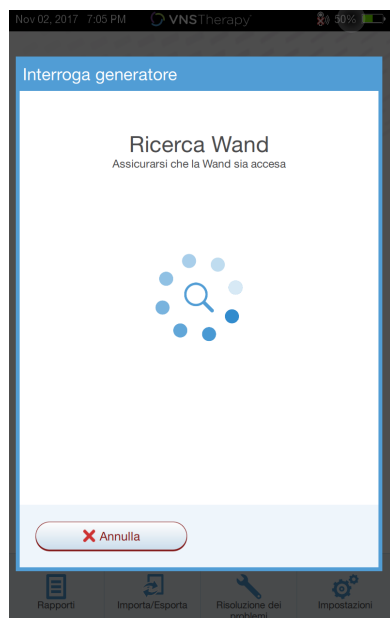 Nov 02, 2017 7:05 PM VNSTherapy 50%
Interroga generatore
Ricerca Wand
Assicurarsi che la Wand sia accesa
Annulla
Rapporti Importa/Esporta Risoluzione dei problemi Impostazioni